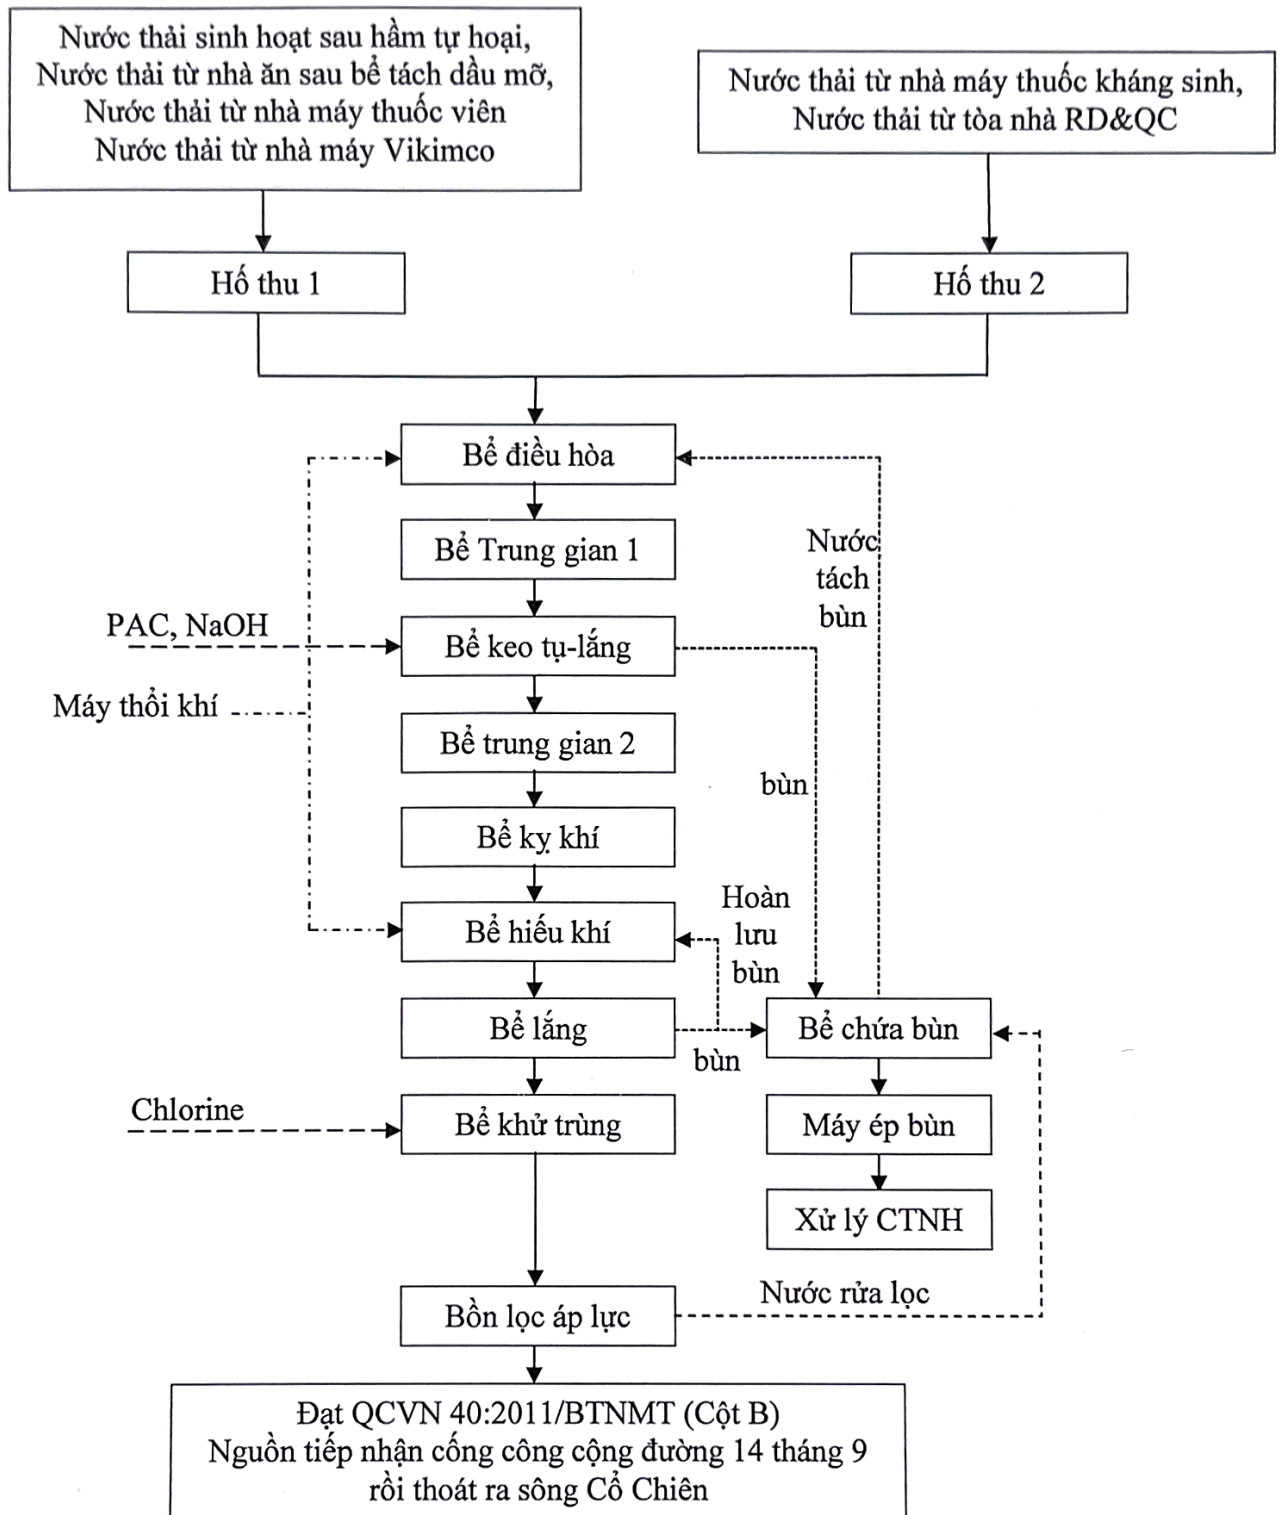 Nước thải sinh hoạt sau hầm tự hoại,
Nước thải từ nhà ăn sau bể tách dầu mỡ,
Nước thải từ nhà máy thuốc viên
Nước thải từ nhà máy Vikimco
Nước thải từ nhà máy thuốc kháng sinh,
Nước thải từ tòa nhà RD&QC
Hố thu 1
Hố thu 2
Bể điều hòa
Bể Trung gian 1
Nước
tách
bùn
PAC, NaOH
Bể keo tụ-lắng
Máy thổi khí
Bể trung gian 2
bùn
Bể kỵ khí
Hoàn
lưu
bùn
Bể hiếu khí
Bể lắng
bùn
Bể chứa bùn
Chlorine
Bể khử trùng
Máy ép bùn
Xử lý CTNH
Nước rửa lọc
Bồn lọc áp lực
Đạt QCVN 40:2011/BTNMT (Cột B)
Nguồn tiếp nhận cống công cộng đường 14 tháng 9
rồi thoát ra sông Cổ Chiên